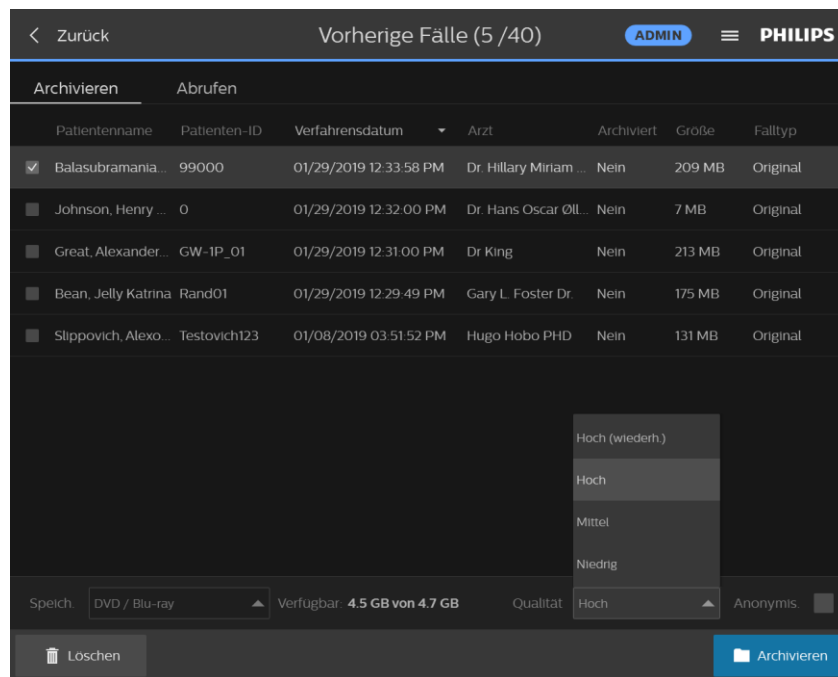 Zurück Vorherige Fälle (5 /40) ADMIN PHILIPS
Archivieren Abrufen
Patientenname Patienten-ID Verfahrensdatum Arzt Archiviert Größe Falltyp
Balasubramania... 99000 01/29/2019 12:33:58 PM Dr. Hillary Miriam ... Nein 209 MB Original
Johnson, Henry ... 0 01/29/2019 12:32:00 PM Dr. Hans Oscar Øll... Nein 7 MB Original
Great, Alexander... GW-1P_01 01/29/2019 12:31:00 PM Dr King Nein 213 MB Original
Bean, Jelly Katrina Rand01 01/29/2019 12:29:49 PM Gary L. Foster Dr. Nein 175 MB Original
Slippovich, Alexo... Testovich123 01/08/2019 03:51:52 PM Hugo Hobo PHD Nein 131 MB Original
Hoch (wiederh.)
Hoch
Mittel
Niedrig
Speich. DVD / Blu-ray Verfügbar: 4.5 GB von 4.7 GB Qualität Hoch Anonymis.
Löschen Archivieren